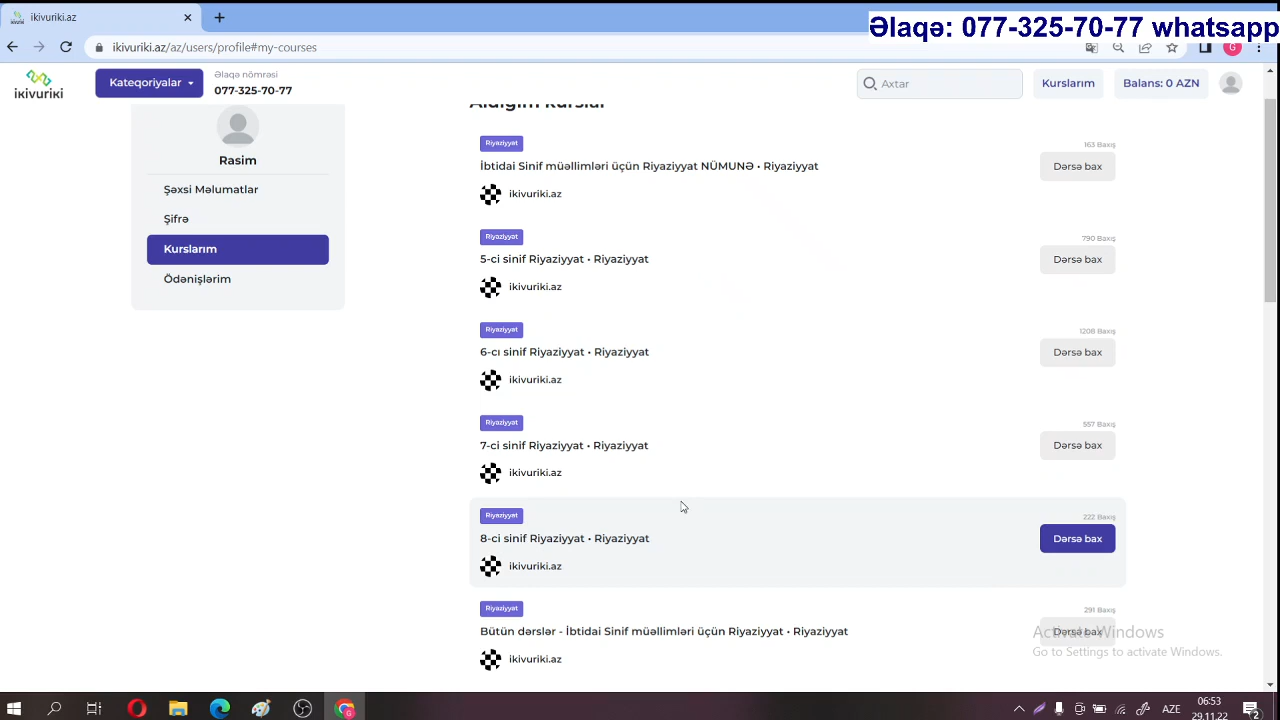 ikivuriki.az
Əlaqə: 077-325-70-77 whatsapp
ikivuriki.az/az/users/profile#my-courses
G
ikivuriki
Kateqoriyalar
Əlaqə nömrəsi
077-325-70-77
Axtar
Kurslarım
Balans: 0 AZN
Rasim
Şəxsi Məlumatlar
Şifrə
Kurslarım
Ödənişlərim
Aldığım kurslar
Riyaziyyat
163 Baxış
İbtidai Sinif müəllimləri üçün Riyaziyyat NÜMUNƏ • Riyaziyyat
Dərsə bax
ikivuriki.az
Riyaziyyat
790 Baxış
5-ci sinif Riyaziyyat • Riyaziyyat
Dərsə bax
ikivuriki.az
Riyaziyyat
1208 Baxış
6-cı sinif Riyaziyyat • Riyaziyyat
Dərsə bax
ikivuriki.az
Riyaziyyat
557 Baxış
7-ci sinif Riyaziyyat • Riyaziyyat
Dərsə bax
ikivuriki.az
Riyaziyyat
222 Baxış
8-ci sinif Riyaziyyat • Riyaziyyat
Dərsə bax
ikivuriki.az
Riyaziyyat
291 Baxış
Bütün dərslər - İbtidai Sinif müəllimləri üçün Riyaziyyat • Riyaziyyat
Dərsə bax
ikivuriki.az
Activate Windows
Go to Settings to activate Windows.
AZE
06:53
29.11.22
2